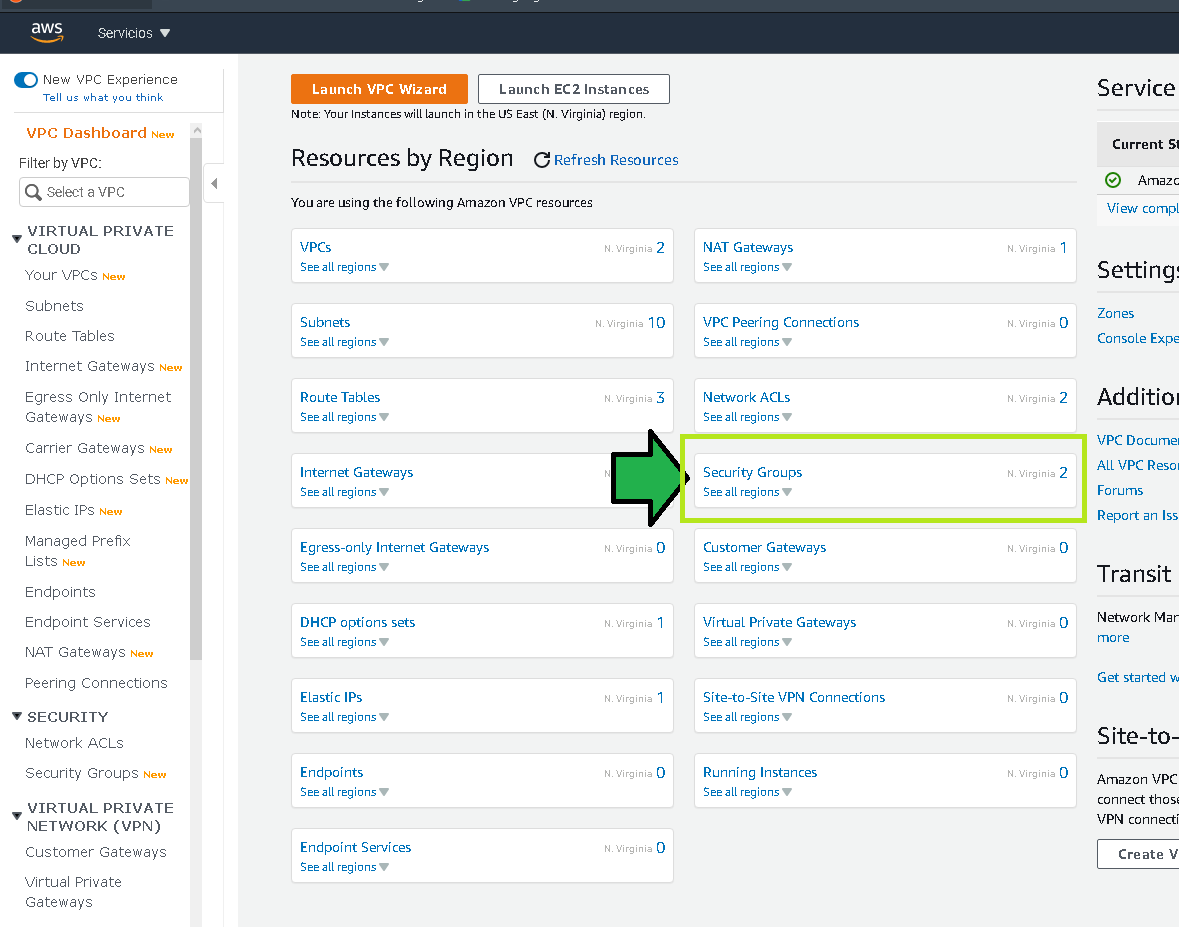 aws
Servicios
New VPC Experience
Tell us what you think
VPC Dashboard New
Filter by VPC:
Select a VPC
VIRTUAL PRIVATE
CLOUD
Your VPCs New
Subnets
Route Tables
Internet Gateways New
Egress Only Internet
Gateways New
Carrier Gateways New
DHCP Options Sets New
Elastic IPs New
Managed Prefix
Lists New
Endpoints
Endpoint Services
NAT Gateways New
Peering Connections
SECURITY
Network ACLs
Security Groups New
VIRTUAL PRIVATE
NETWORK (VPN)
Customer Gateways
Virtual Private
Gateways
Launch VPC Wizard
Launch EC2 Instances
Note: Your Instances will launch in the US East (N. Virginia) region.
Resources by Region
Refresh Resources
You are using the following Amazon VPC resources
VPCs N. Virginia 2
See all regions
NAT Gateways N. Virginia 1
See all regions
Subnets N. Virginia 10
See all regions
VPC Peering Connections N. Virginia 0
See all regions
Route Tables N. Virginia 3
See all regions
Network ACLs N. Virginia 2
See all regions
Internet Gateways
See all regions
Security Groups N. Virginia 2
See all regions
Egress-only Internet Gateways N. Virginia 0
See all regions
Customer Gateways N. Virginia 0
See all regions
DHCP options sets N. Virginia 1
See all regions
Virtual Private Gateways N. Virginia 0
See all regions
Elastic IPs N. Virginia 1
See all regions
Site-to-Site VPN Connections N. Virginia 0
See all regions
Endpoints N. Virginia 0
See all regions
Running Instances N. Virginia 0
See all regions
Endpoint Services N. Virginia 0
See all regions
Service
Current St
Amazo
View compl
Settings
Zones
Console Expe
Addition
VPC Documen
All VPC Resou
Forums
Report an Iss
Transit
Network Man
more
Get started w
Site-to-
Amazon VPC
connect those
VPN connecti
Create V